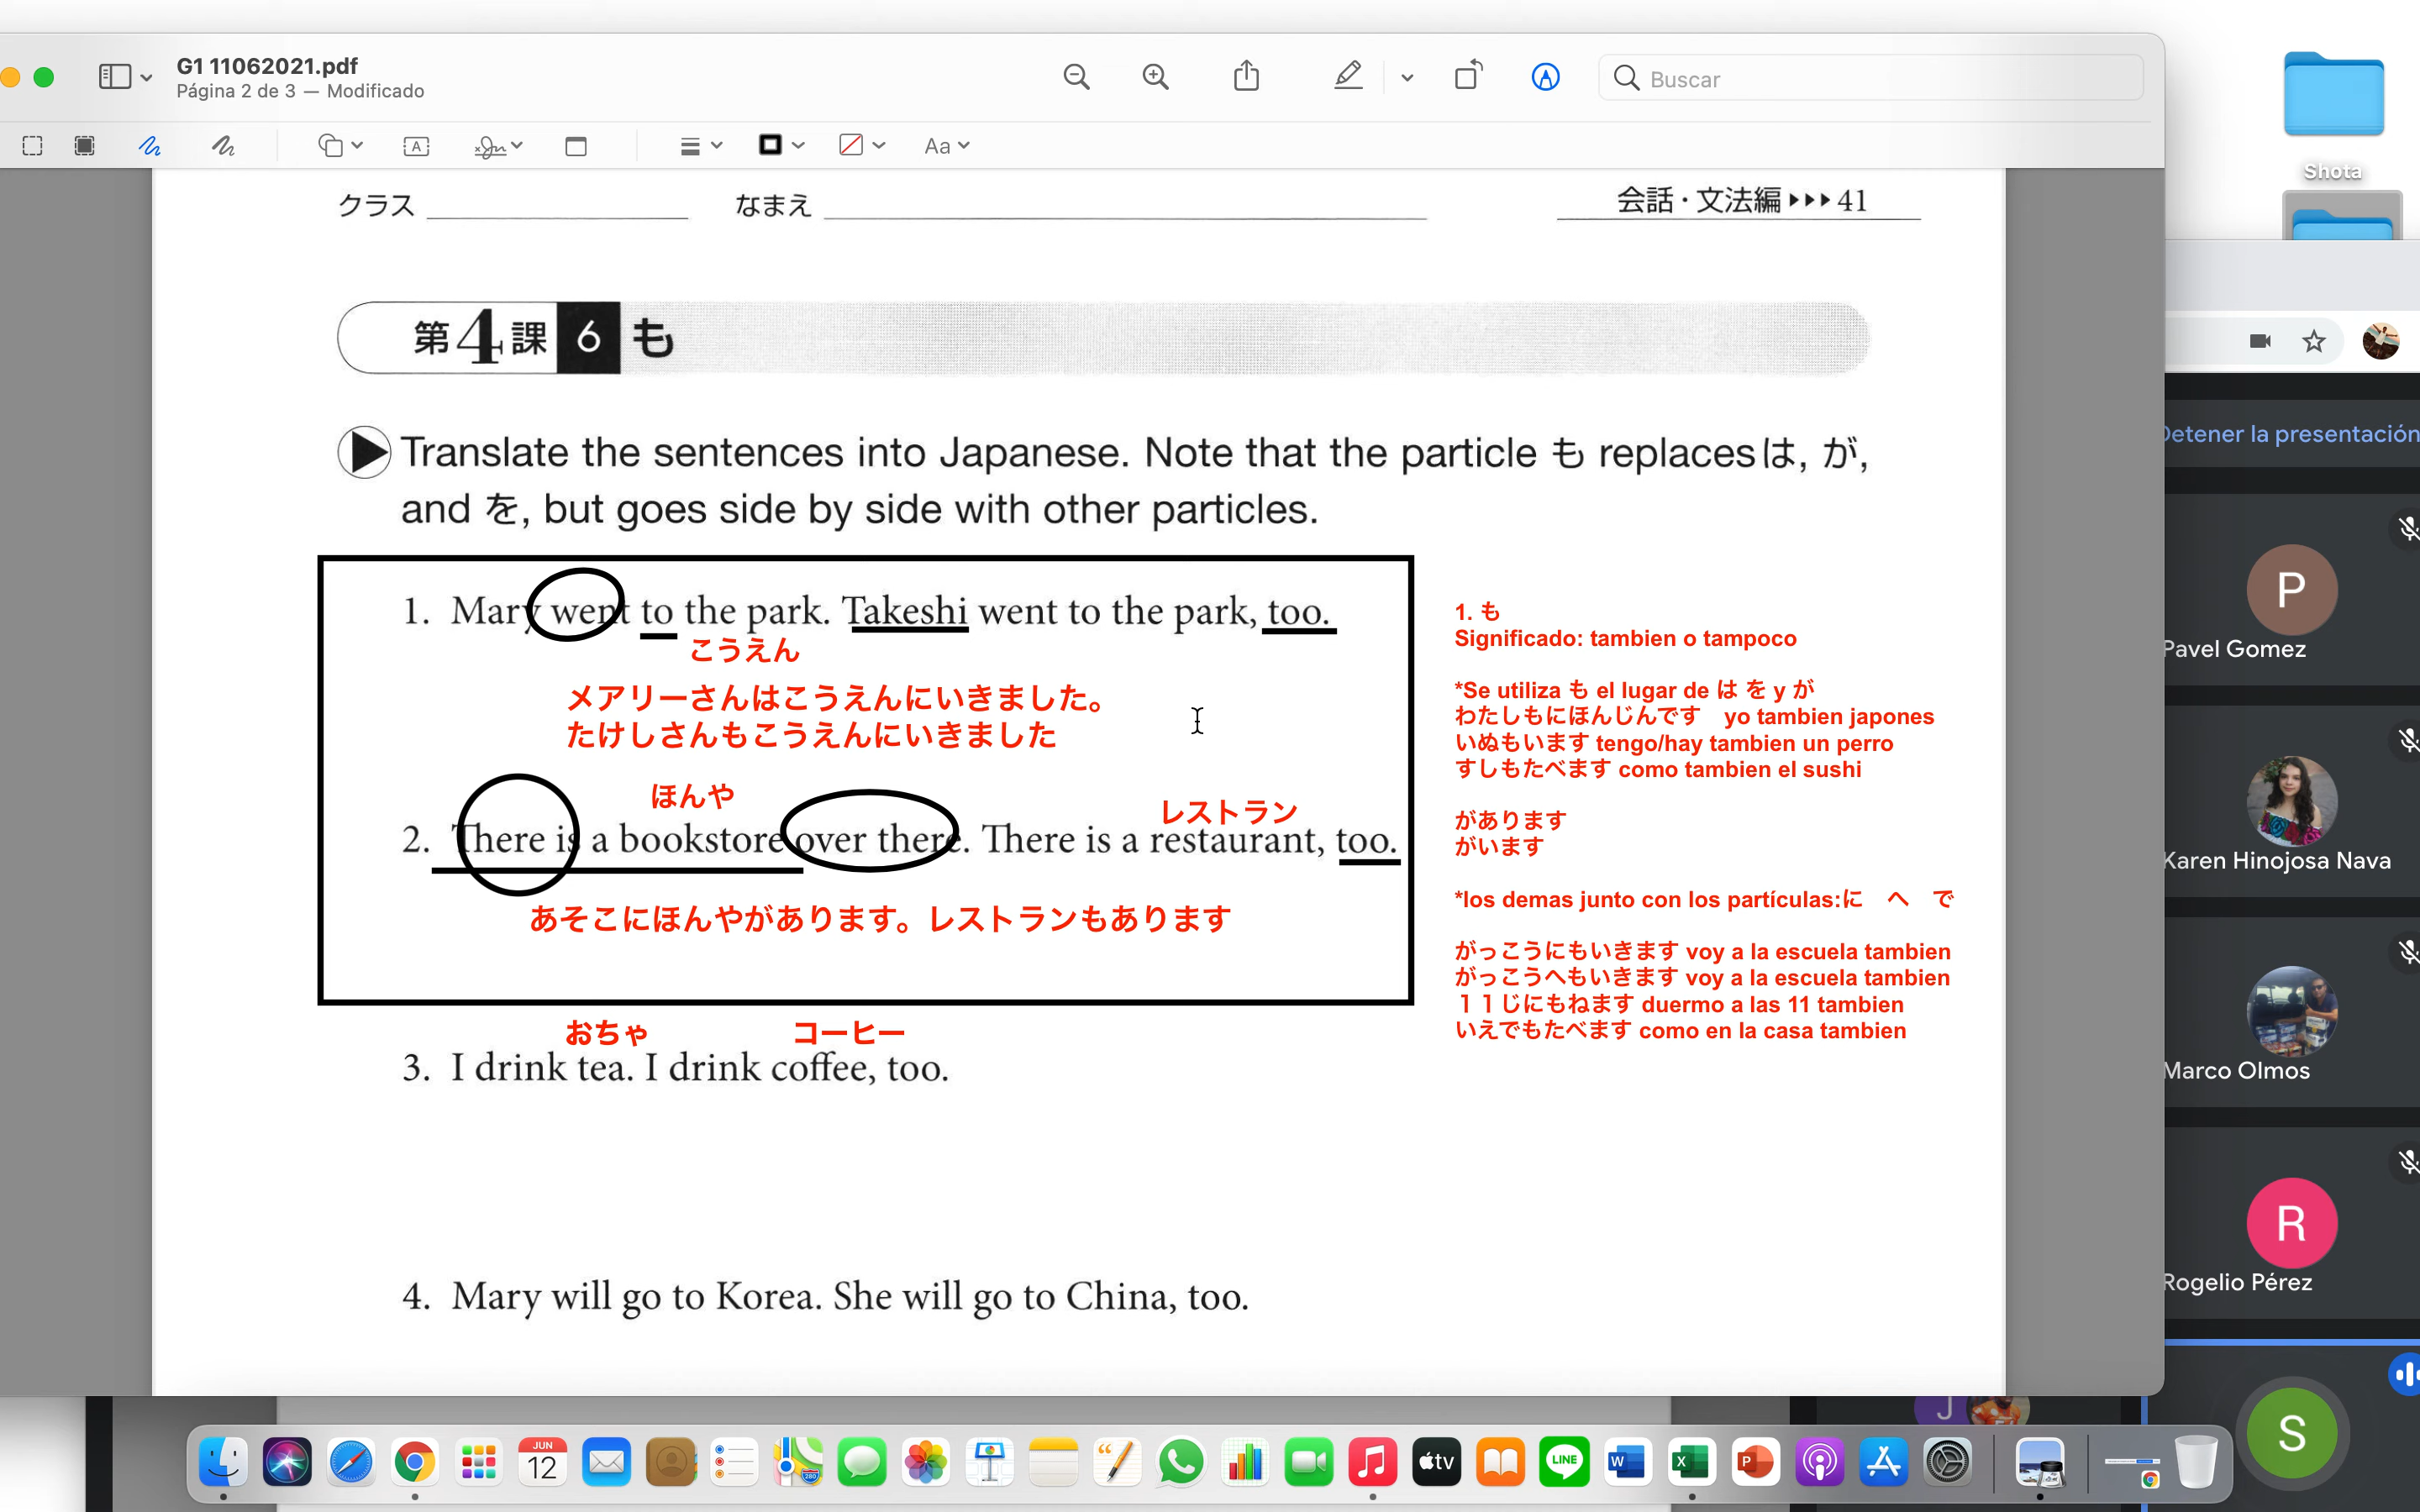 G1 11062021.pdf
Página 2 de 3 — Modificado
Buscar
Aa
Shota
クラス なまえ 会話・文法編 ▶▶▶ 41
第4課 6 も
Translate the sentences into Japanese. Note that the particle も replaces は, が,
and を, but goes side by side with other particles.
1. Mary went to the park. Takeshi went to the park, too.
こうえん
メアリーさんはこうえんにいきました。
たけしさんもこうえんにいきました
ほんや
レストラン
2. There is a bookstore over there. There is a restaurant, too.
あそこにほんやがあります。レストランもあります
おちゃ コーヒー
3. I drink tea. I drink coffee, too.
4. Mary will go to Korea. She will go to China, too.
1. も
Significado: tambien o tampoco
*Se utiliza も el lugar de は を y が
わたしもにほんじんです yo tambien japones
いぬもいます tengo/hay tambien un perro
すしもたべます como tambien el sushi
があります
がいます
*los demas junto con los partículas:に へ で
がっこうにもいきます voy a la escuela tambien
がっこうへもいきます voy a la escuela tambien
１１じにもねます duermo a las 11 tambien
いえでもたべます como en la casa tambien
Detener la presentación
P
Pavel Gomez
Karen Hinojosa Nava
Marco Olmos
R
Rogelio Pérez
J
S
JUN
12
280
tv
LINE
W
X
P